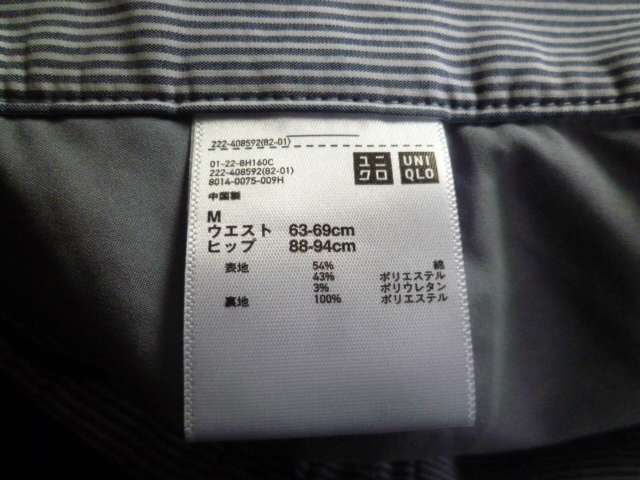 222-408592(82-01)
01-22-8H160C
222-408592(82-01)
8014-0075-009H
ユニクロ
UNIQLO
中国製
M
ウエスト 63-69cm
ヒップ 88-94cm
表地 54% 綿
43% ポリエステル
3% ポリウレタン
裏地 100% ポリエステル